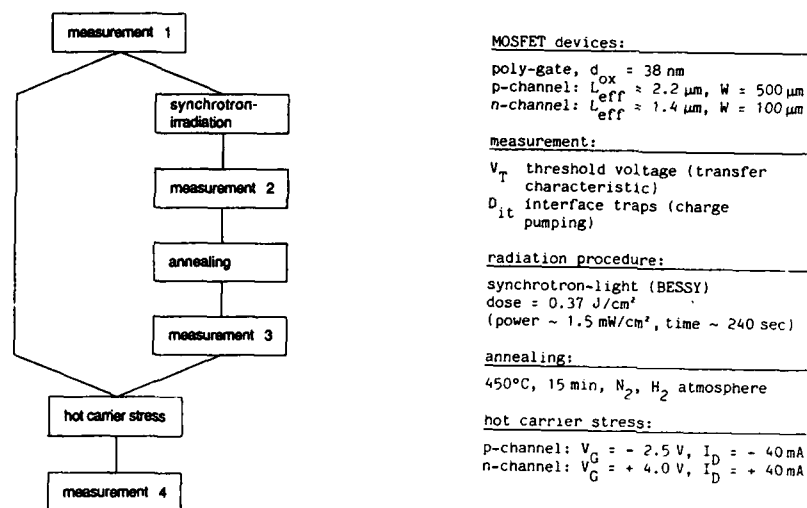 measurement 1
synchrotron-
irradiation
measurement 2
annealing
measurement 3
hot carrier stress
measurement 4
MOSFET devices:
poly-gate, d_ox = 38 nm
p-channel: L_eff ≈ 2.2 µm, W = 500 µm
n-channel: L_eff ≈ 1.4 µm, W = 100 µm
measurement:
V_T threshold voltage (transfer
characteristic)
D_it interface traps (charge
pumping)
radiation procedure:
synchrotron-light (BESSY)
dose = 0.37 J/cm²
(power ~ 1.5 mW/cm², time ~ 240 sec)
annealing:
450°C, 15 min, N₂, H₂ atmosphere
hot carrier stress:
p-channel: V_G = - 2.5 V, I_D = - 40 mA
n-channel: V_G = + 4.0 V, I_D = + 40 mA